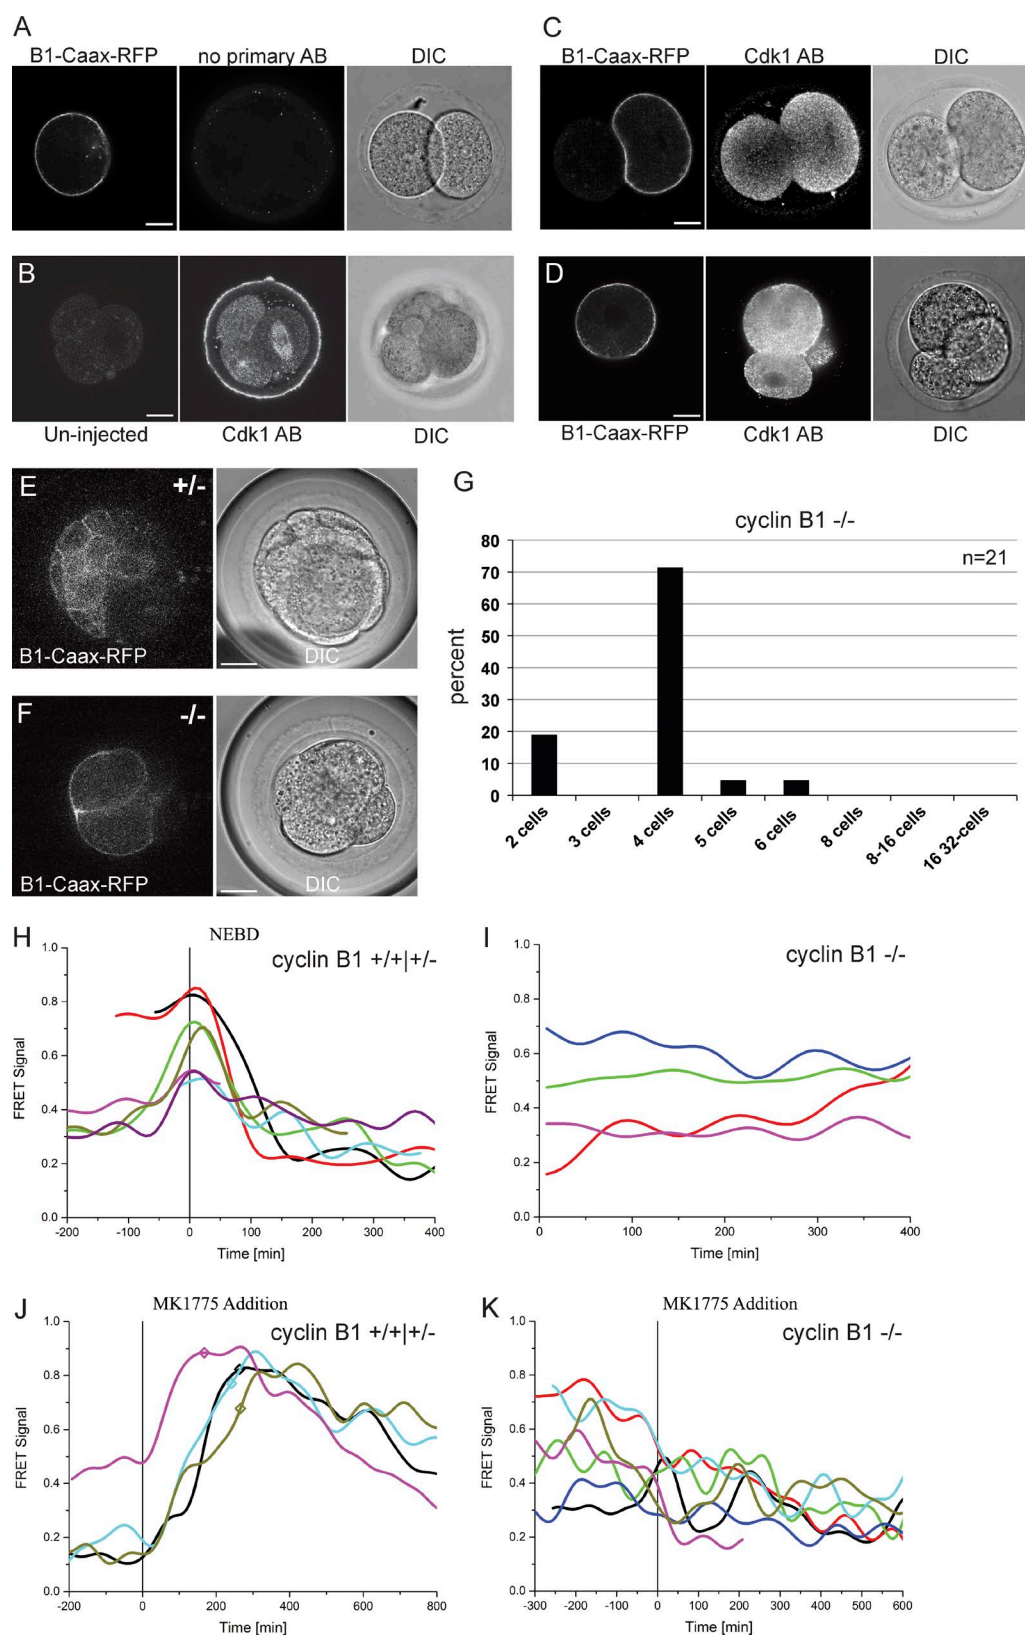 A
B1-Caax-RFP no primary AB DIC
C
B1-Caax-RFP Cdk1 AB DIC
B
Un-injected Cdk1 AB DIC
D
B1-Caax-RFP Cdk1 AB DIC
E +/-
B1-Caax-RFP DIC
F -/-
B1-Caax-RFP DIC
G
cyclin B1 -/-
n=21
percent
80
70
60
50
40
30
20
10
0
2 cells 3 cells 4 cells 5 cells 6 cells 8 cells 8-16 cells 16 32-cells
H
NEBD
cyclin B1 +/+|+/-
FRET Signal
1.0
0.8
0.6
0.4
0.2
0.0
-200 -100 0 100 200 300 400
Time [min]
I
cyclin B1 -/-
FRET Signal
1.0
0.8
0.6
0.4
0.2
0.0
0 100 200 300 400
Time [min]
J
MK1775 Addition
cyclin B1 +/+|+/-
FRET Signal
1.0
0.8
0.6
0.4
0.2
0.0
-200 0 200 400 600 800
Time [min]
K
MK1775 Addition
cyclin B1 -/-
FRET Signal
1.0
0.8
0.6
0.4
0.2
0.0
-300 -200 -100 0 100 200 300 400 500 600
Time [min]